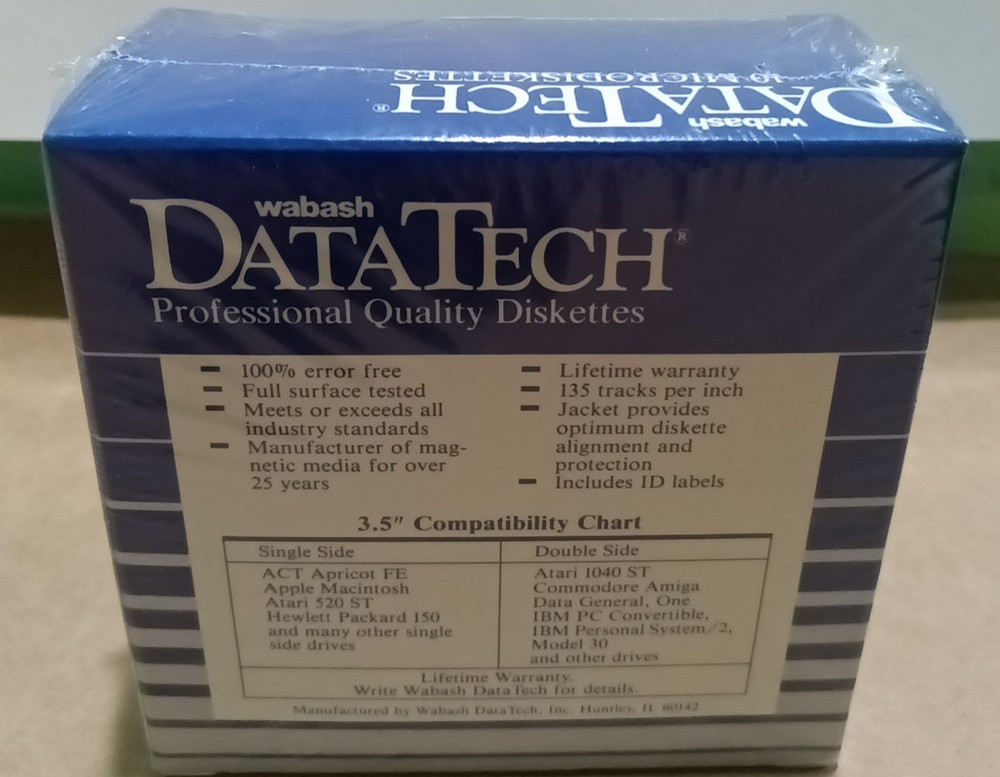 10 MICRODISKETTES
wabash
DATATECH®
wabash
DATATECH®
Professional Quality Diskettes
- 100% error free
- Full surface tested
- Meets or exceeds all
industry standards
- Manufacturer of mag-
netic media for over
25 years
- Lifetime warranty
- 135 tracks per inch
- Jacket provides
optimum diskette
alignment and
protection
- Includes ID labels
3.5" Compatibility Chart
Single Side
ACT Apricot FE
Apple Macintosh
Atari 520 ST
Hewlett Packard 150
and many other single
side drives
Double Side
Atari 1040 ST
Commodore Amiga
Data General, One
IBM PC Convertible,
IBM Personal System/2,
Model 30
and other drives
Lifetime Warranty.
Write Wabash DataTech for details.
Manufactured by Wabash DataTech, Inc. Huntley, IL 60142